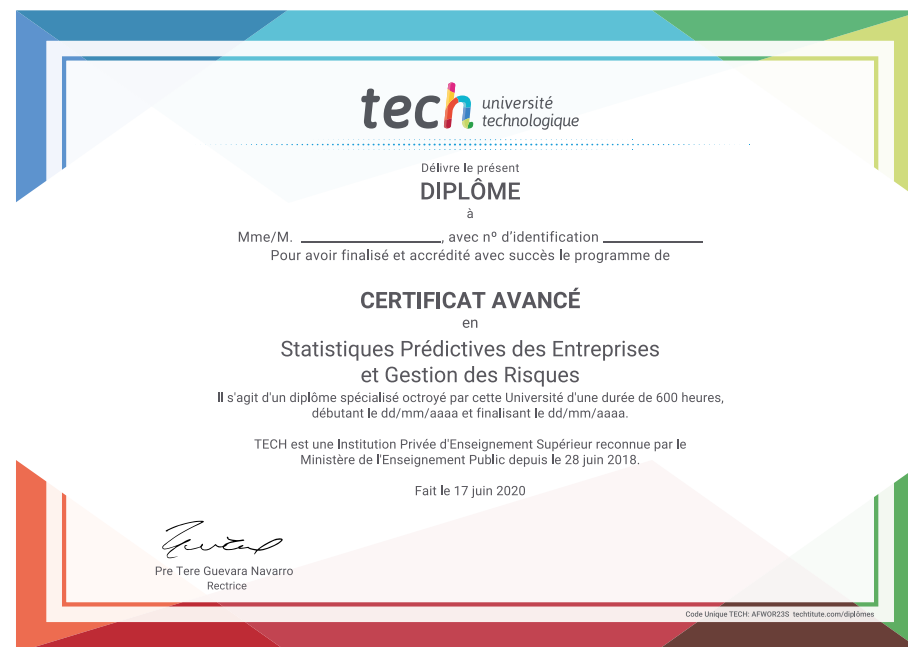 tech université
technologique
Délivre le présent
DIPLÔME
à
Mme/M. ____________________, avec nº d'identification ______________
Pour avoir finalisé et accrédité avec succès le programme de
CERTIFICAT AVANCÉ
en
Statistiques Prédictives des Entreprises
et Gestion des Risques
Il s'agit d'un diplôme spécialisé octroyé par cette Université d'une durée de 600 heures,
débutant le dd/mm/aaaa et finalisant le dd/mm/aaaa.
TECH est une Institution Privée d'Enseignement Supérieur reconnue par le
Ministère de l'Enseignement Public depuis le 28 juin 2018.
Fait le 17 juin 2020
Pre Tere Guevara Navarro
Rectrice
Code Unique TECH: AFWOR23S techtitute.com/diplômes